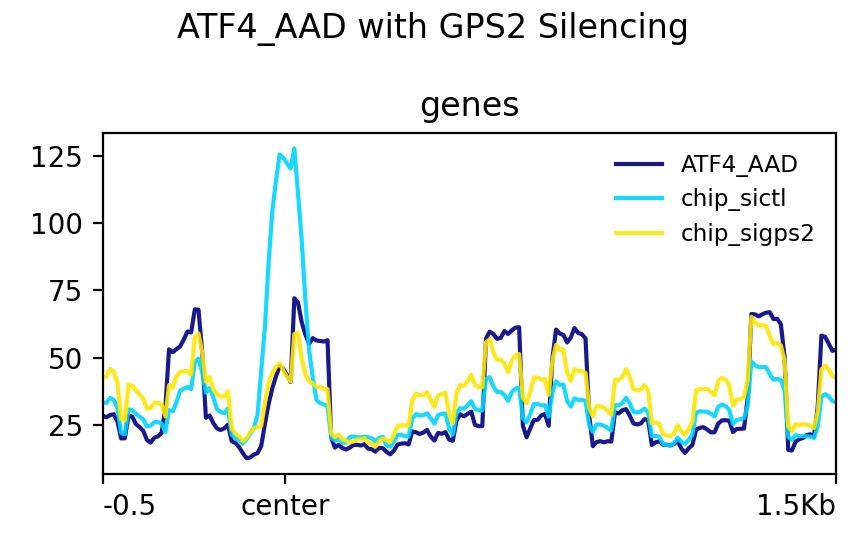 ATF4_AAD with GPS2 Silencing
genes
125
100
75
50
25
ATF4_AAD
chip_sictl
chip_sigps2
-0.5 center 1.5Kb